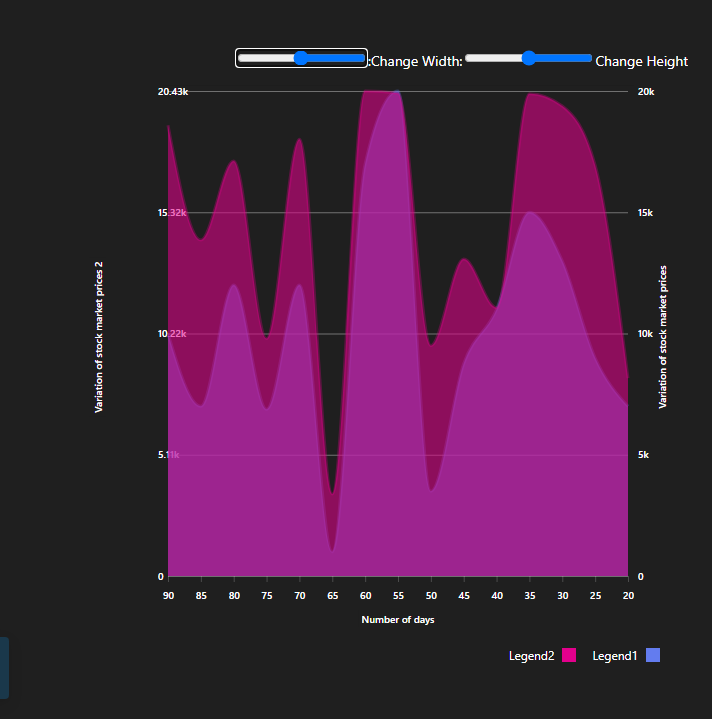 :Change Width: Change Height
20.43k
15.32k
10.22k
5.11k
0
20k
15k
10k
5k
0
Variation of stock market prices 2
Variation of stock market prices
90 85 80 75 70 65 60 55 50 45 40 35 30 25 20
Number of days
Legend2 Legend1